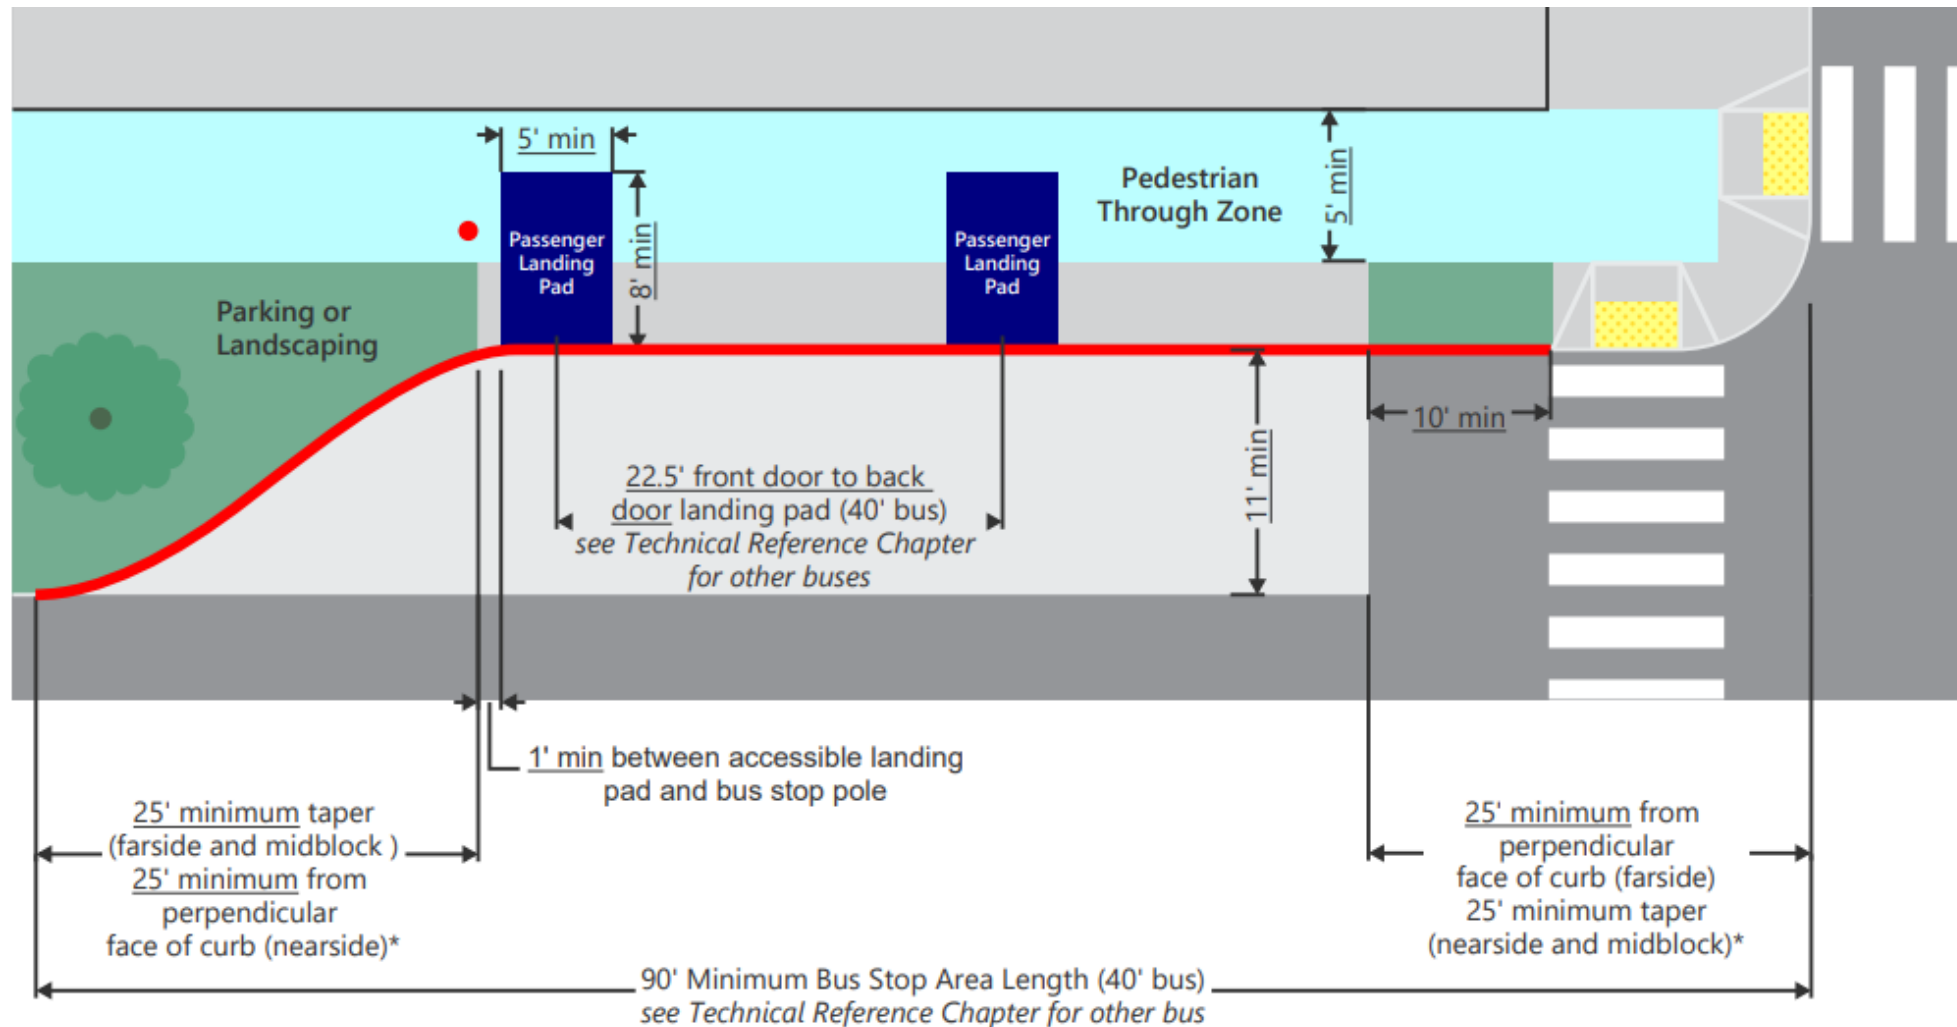 5' min
Passenger
Landing
Pad
8' min
Passenger
Landing
Pad
Pedestrian
Through Zone
5' min
Parking or
Landscaping
22.5' front door to back
door landing pad (40' bus)
see Technical Reference Chapter
for other buses
11' min
10' min
1' min between accessible landing
pad and bus stop pole
25' minimum taper
(farside and midblock )
25' minimum from
perpendicular
face of curb (nearside)*
25' minimum from
perpendicular
face of curb (farside)
25' minimum taper
(nearside and midblock)*
90' Minimum Bus Stop Area Length (40' bus)
see Technical Reference Chapter for other bus